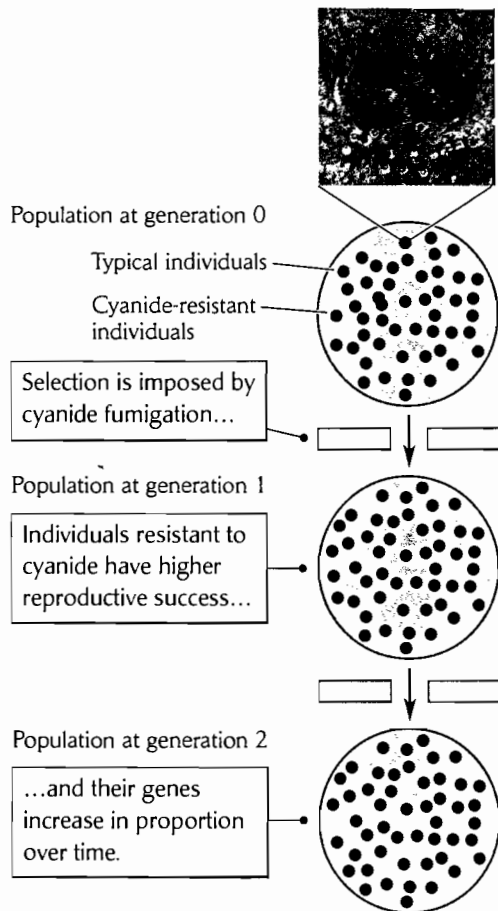 Population at generation 0
Typical individuals
Cyanide-resistant
individuals
Selection is imposed by
cyanide fumigation…
Population at generation 1
Individuals resistant to
cyanide have higher
reproductive success…
Population at generation 2
…and their genes
increase in proportion
over time.